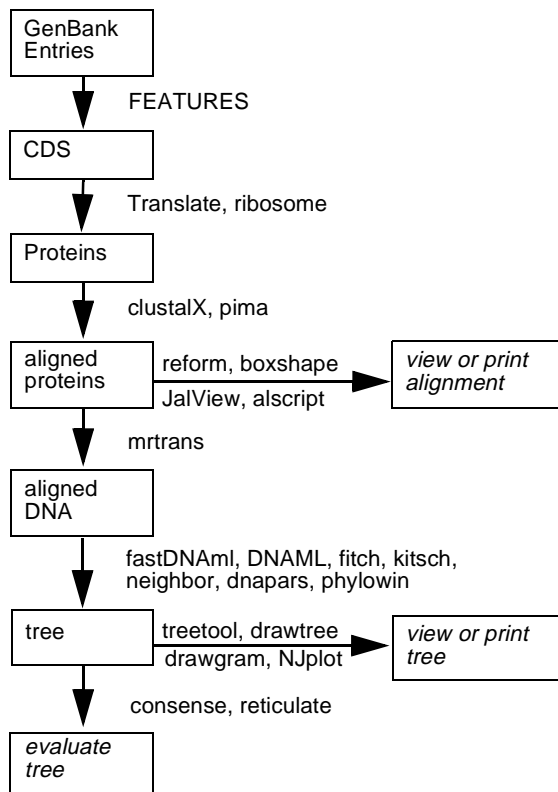 GenBank
Entries
FEATURES
CDS
Translate, ribosome
Proteins
clustalX, pima
aligned
proteins
reform, boxshape
JalView, alscript
view or print
alignment
mrtrans
aligned
DNA
fastDNAml, DNAML, fitch, kitsch,
neighbor, dnapars, phylowin
tree
treetool, drawtree
drawgram, NJplot
view or print
tree
consense, reticulate
evaluate
tree